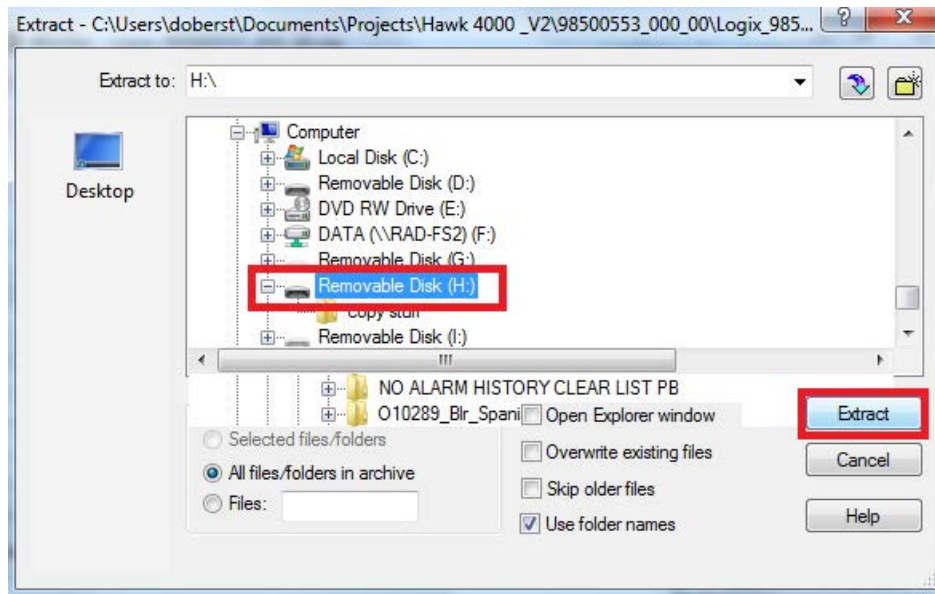 Extract - C:\Users\doberst\Documents\Projects\Hawk 4000 _V2\98500553_000_00\Logix_985...
Extract to: H:\
Desktop
Computer
Local Disk (C:)
Removable Disk (D:)
DVD RW Drive (E:)
DATA (\\RAD-FS2) (F:)
Removable Disk (G:)
Removable Disk (H:)
copy stuff
Removable Disk (I:)
NO ALARM HISTORY CLEAR LIST PB
O10289_Blr_Spani
Open Explorer window
Extract
Selected files/folders
Overwrite existing files
Cancel
All files/folders in archive
Skip older files
Files:
Use folder names
Help